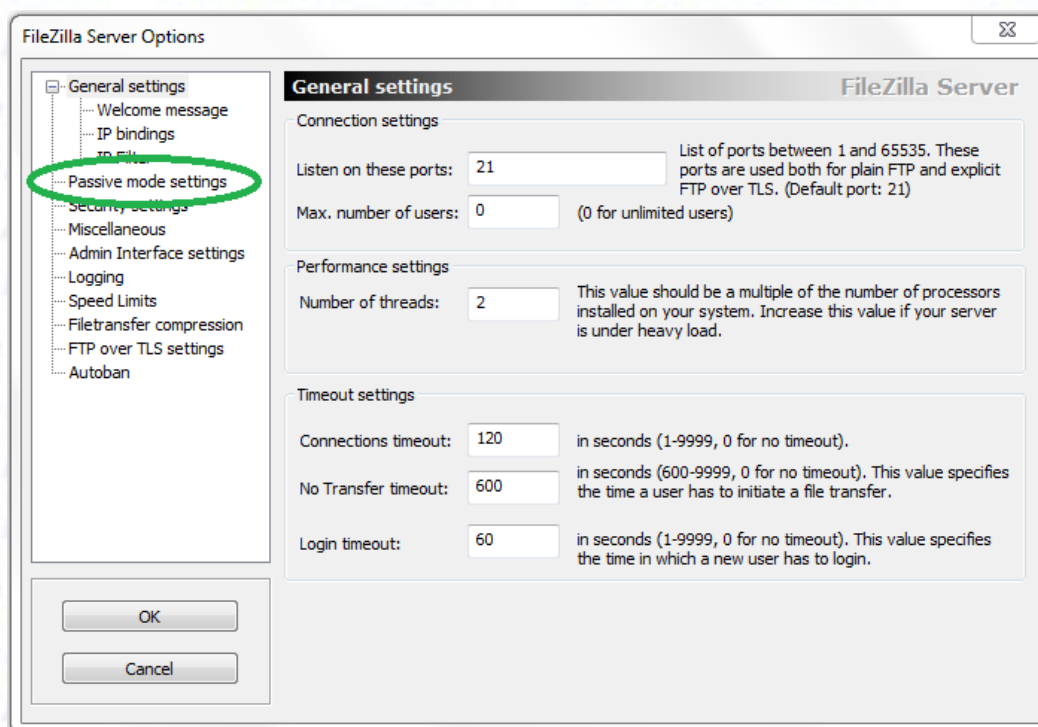 FileZilla Server Options
General settings
Welcome message
IP bindings
IP Filter
Passive mode settings
Security settings
Miscellaneous
Admin Interface settings
Logging
Speed Limits
Filetransfer compression
FTP over TLS settings
Autoban
OK
Cancel
General settings
FileZilla Server
Connection settings
Listen on these ports:
21
List of ports between 1 and 65535. These
ports are used both for plain FTP and explicit
FTP over TLS. (Default port: 21)
Max. number of users:
0
(0 for unlimited users)
Performance settings
Number of threads:
2
This value should be a multiple of the number of processors
installed on your system. Increase this value if your server
is under heavy load.
Timeout settings
Connections timeout:
120
in seconds (1-9999, 0 for no timeout).
No Transfer timeout:
600
in seconds (600-9999, 0 for no timeout). This value specifies
the time a user has to initiate a file transfer.
Login timeout:
60
in seconds (1-9999, 0 for no timeout). This value specifies
the time in which a new user has to login.